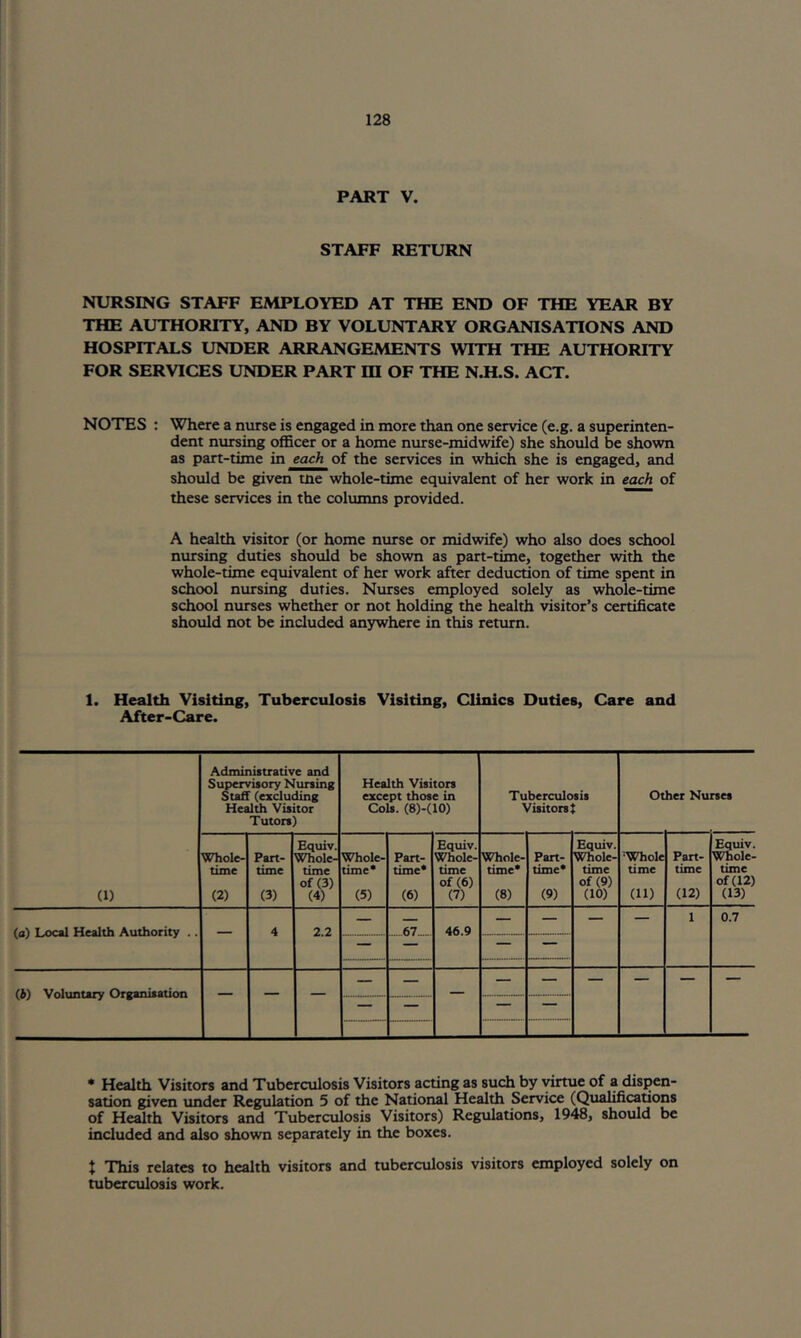 128
PART V.
STAFF RETURN
NURSING STAFF EMPLOYED AT THE END OF THE YEAR BY
THE AUTHORITY, AND BY VOLUNTARY ORGANISATIONS AND
HOSPITALS UNDER ARRANGEMENTS WITH THE AUTHORITY
FOR SERVICES UNDER PART III OF THE N.H.S. ACT.
NOTES : Where a nurse is engaged in more than one service (e.g. a superinten-
dent nursing officer or a home nurse-midwife) she should be shown
as part-time in each of the services in which she is engaged, and
should be given the whole-time equivalent of her work in each of
these services in the columns provided.
A health visitor (or home nurse or midwife) who also does school
nursing duties should be shown as part-time, together with the
whole-time equivalent of her work after deduction of time spent in
school nursing duties. Nurses employed solely as whole-time
school nurses whether or not holding the health visitor's certificate
should not be included anywhere in this return.
1. Health Visiting, Tuberculosis Visiting, Clinics Duties, Care and
After-Care.
(1)
Administrative and
Supervisory Nursing
Staff (excluding
Health Visitor
Tutors)
Health Visitors
except those in
Cols. (8)-(10)
Tuberculosis
Visitors‡
Other Nurses
Whole-
time
(2)
Part-
time
(3)
Equiv.
Whole-
time
of (3)
(4)
Whole-
time*
(5)
Part-
time*
(6)
Equiv.
Whole-
time
of (6)
(7)
Whole-
time*
(8)
Part-
time*
(9)
Equiv.
Whole-
time
of (9)
(10)
Whole
time
(11)
Part-
time
(12)
Equiv.
Whole-
time
of (12)
(13)
(a) Local Health Authority .. — 4 2.2 — — 67 — — 46.9 — — — — — — 1 0.7
(b) Voluntary Organisation — — — — — — — — — — — — — — — —
* Health Visitors and Tuberculosis Visitors acting as such by virtue of a dispen-
sation given under Regulation 5 of the National Health Service (Qualifications
of Health Visitors and Tuberculosis Visitors) Regulations, 1948, should be
included and also shown separately in the boxes.
‡ This relates to health visitors and tuberculosis visitors employed solely on
tuberculosis work.